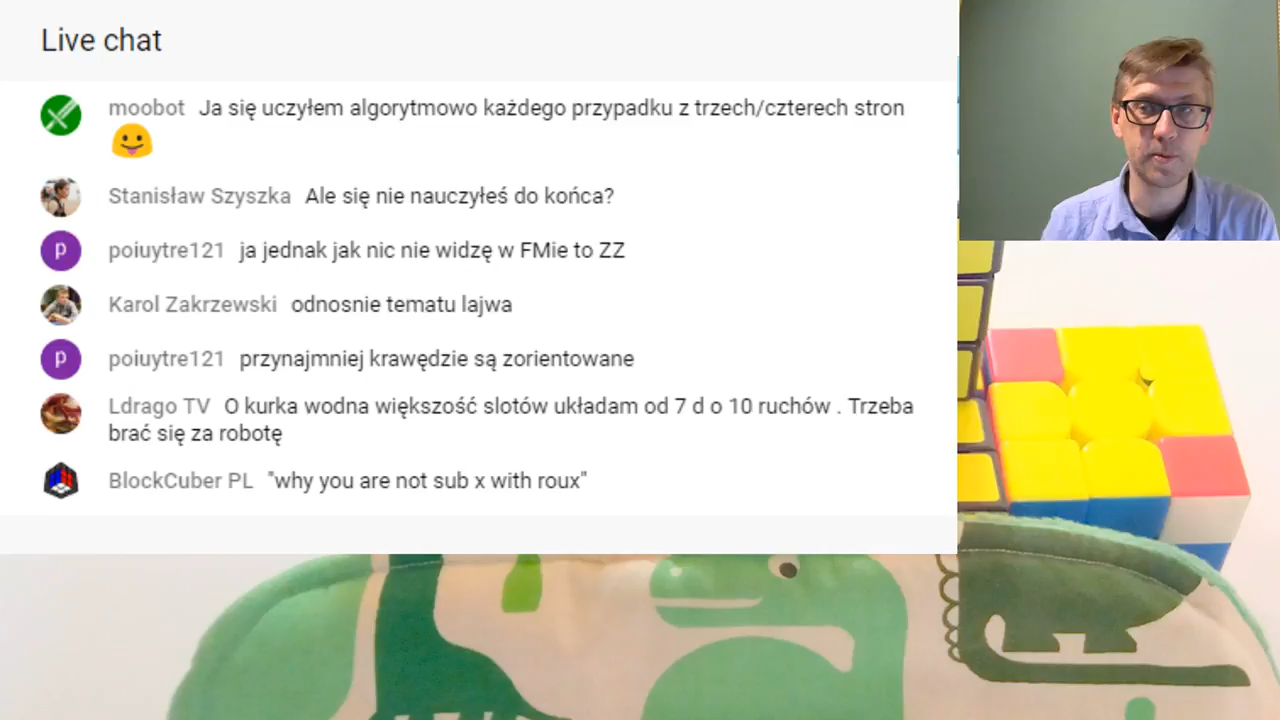 Live chat
moobot Ja się uczyłem algorytmowo każdego przypadku z trzech/czterech stron
Stanisław Szyszka Ale się nie nauczyłeś do końca?
p poiuytre121 ja jednak jak nic nie widzę w FMie to ZZ
Karol Zakrzewski odnosnie tematu lajwa
p poiuytre121 przynajmniej krawędzie są zorientowane
Ldrago TV O kurka wodna większość slotów układam od 7 d o 10 ruchów . Trzeba
brać się za robotę
BlockCuber PL "why you are not sub x with roux"